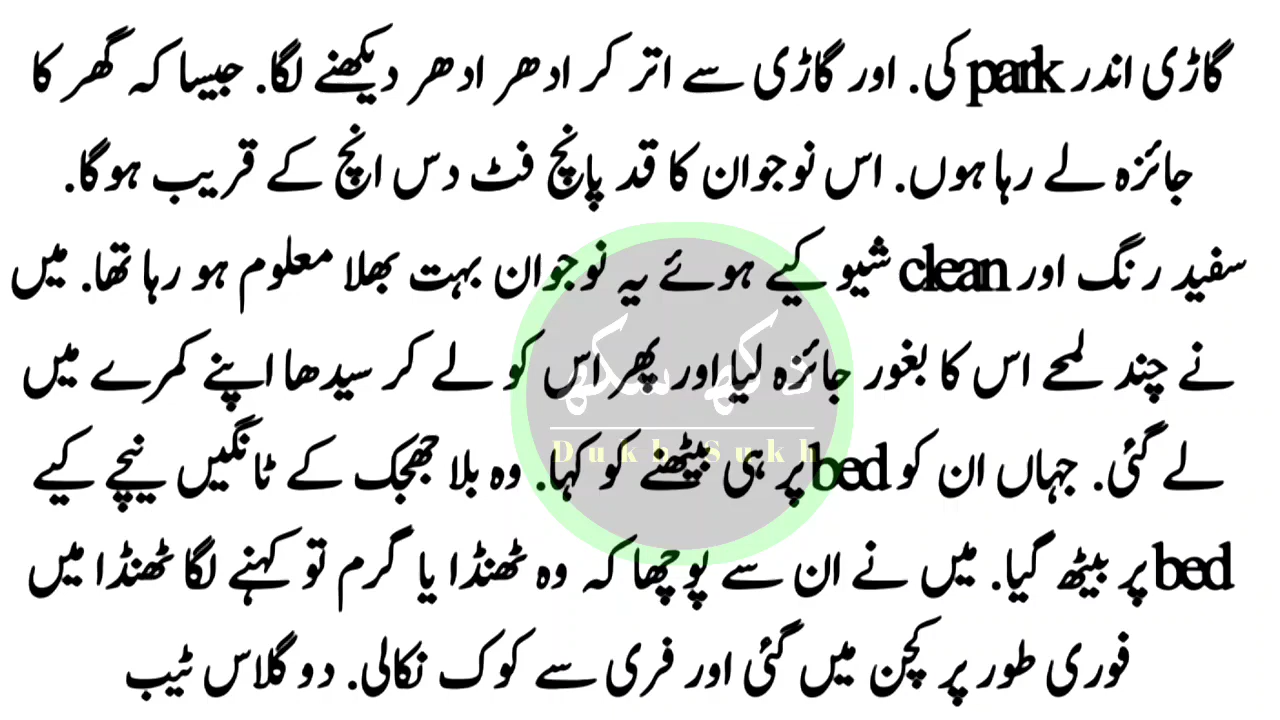 گاڑی اندر park کی. اور گاڑی سے اتر کر ادھر ادھر دیکھنے لگا. جیسا کہ گھر کا
جائزہ لے رہا ہوں. اس نوجوان کا قد پانچ فٹ دس انچ کے قریب ہوگا.
سفید رنگ اور clean شیو کیے ہوئے یہ نوجوان بہت بھلا معلوم ہو رہا تھا. میں
نے چند لمحے اس کا بغور جائزہ لیا اور پھر اس کو لے کر سیدھا اپنے کمرے میں
دکھ سکھ
Dukh Sukh
لے گئی. جہاں ان کو bed پر ہی بیٹھنے کو کہا. وہ بلا جھجک کے ٹانگیں نیچے کیے
bed پر بیٹھ گیا. میں نے ان سے پوچھا کہ وہ ٹھنڈا یا گرم تو کہنے لگا ٹھنڈا میں
فوری طور پر کچن میں گئی اور فری سے کوک نکالی. دو گلاس ٹیب